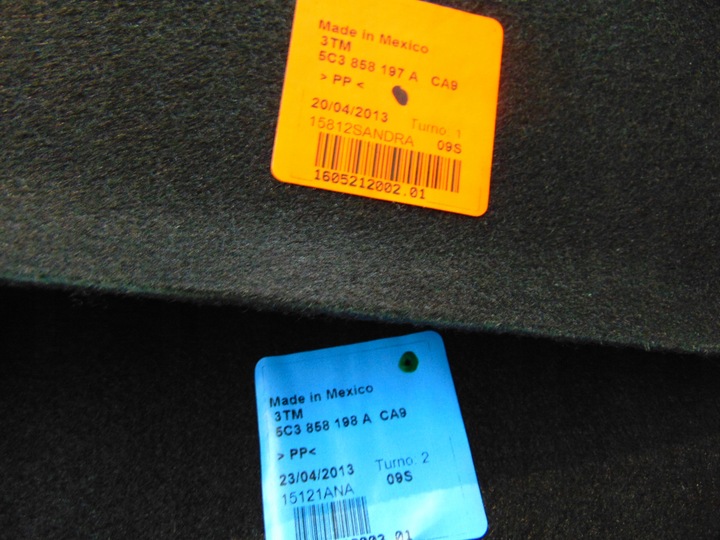 Made in Mexico
3TM
5C3 858 197 A CA9
> PP <
20/04/2013 Turno: 1
15812SANDRA 09S
1605212002.01
Made in Mexico
3TM
5C3 858 198 A CA9
> PP<
23/04/2013 Turno: 2
15121ANA 09S